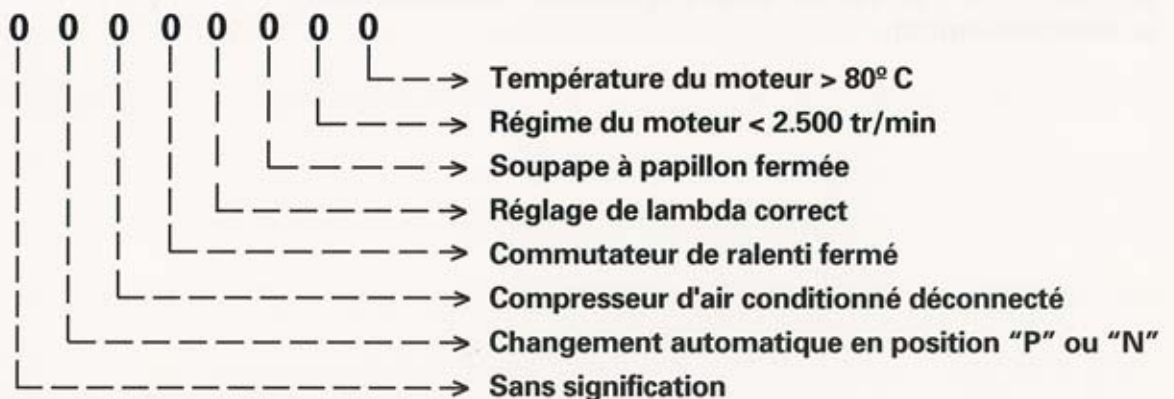 0 0 0 0 0 0 0 0
Température du moteur > 80º C
Régime du moteur < 2.500 tr/min
Soupape à papillon fermée
Réglage de lambda correct
Commutateur de ralenti fermé
Compresseur d'air conditionné déconnecté
Changement automatique en position “P” ou “N”
Sans signification